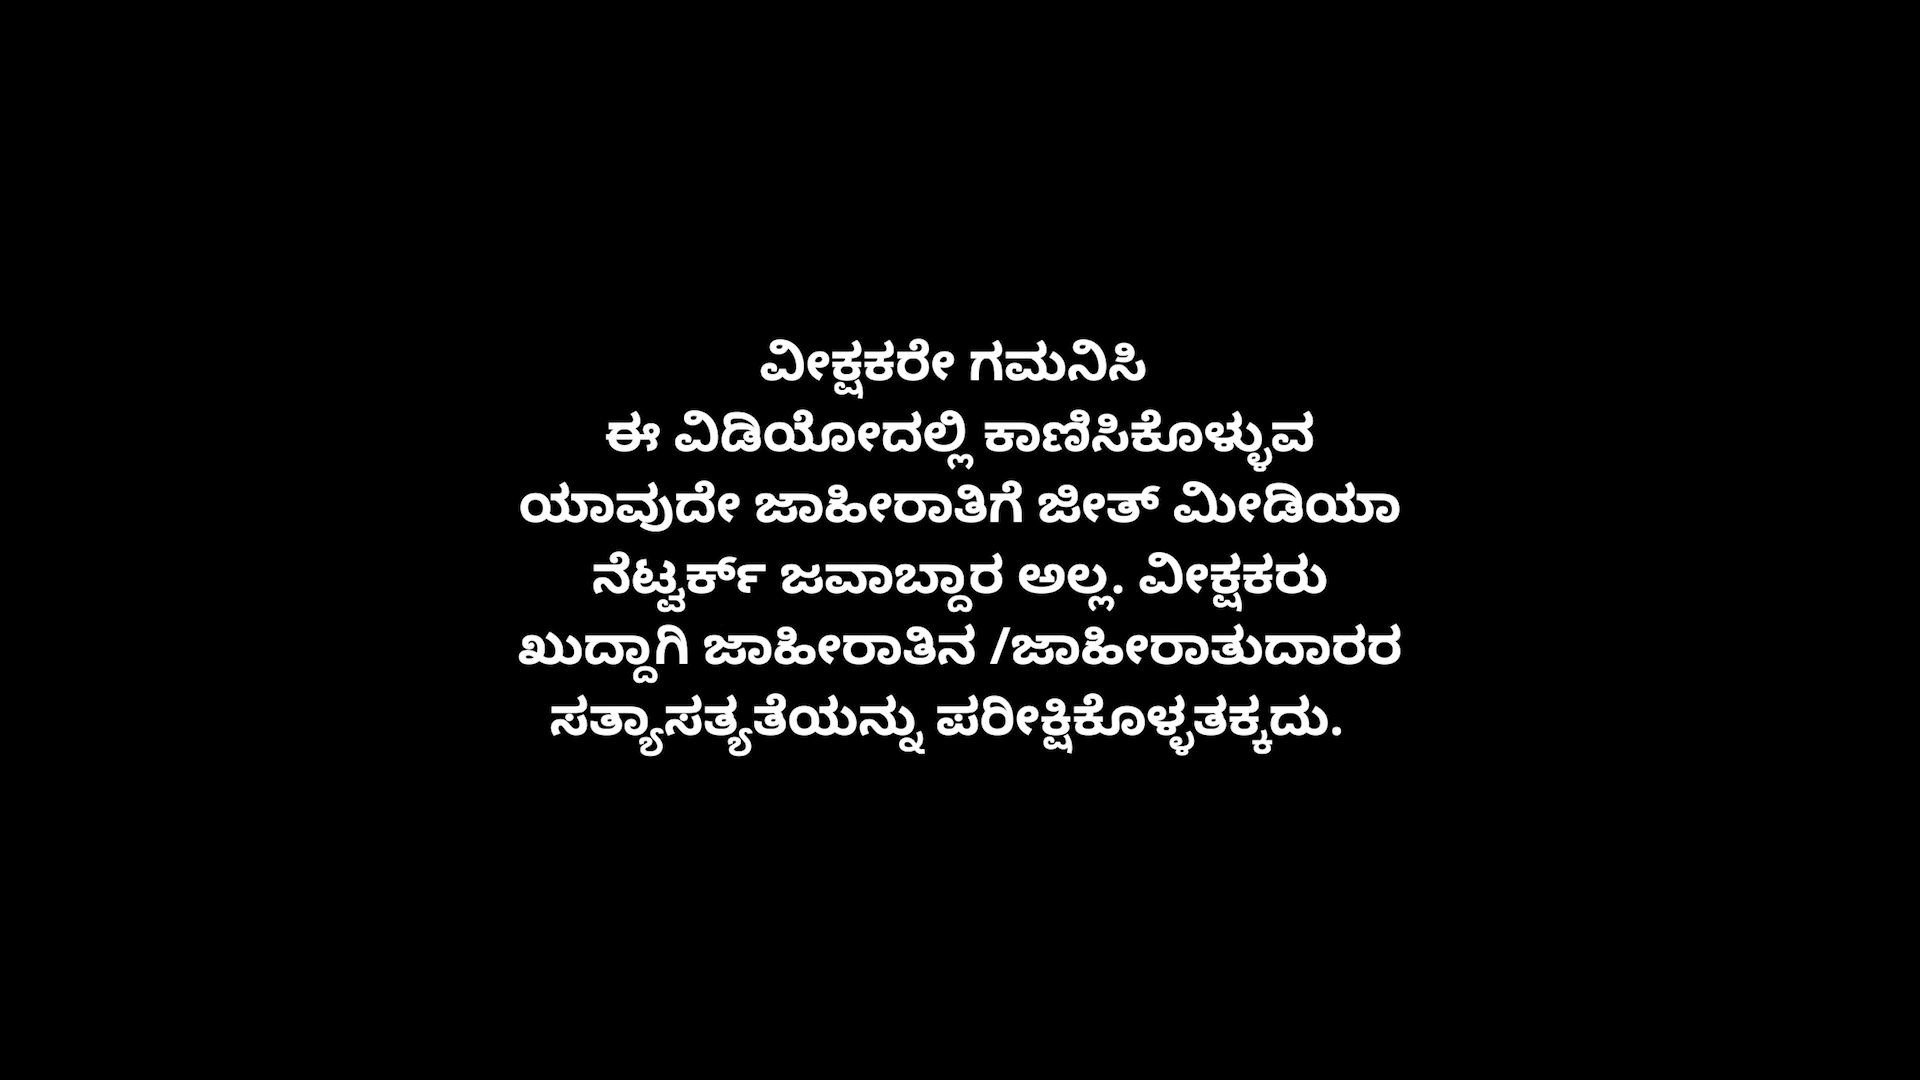 ವೀಕ್ಷಕರೇ ಗಮನಿಸಿ
ಈ ವಿಡಿಯೋದಲ್ಲಿ ಕಾಣಿಸಿಕೊಳ್ಳುವ
ಯಾವುದೇ ಜಾಹೀರಾತಿಗೆ ಜೀತ್ ಮೀಡಿಯಾ
ನೆಟ್ವರ್ಕ್ ಜವಾಬ್ದಾರ ಅಲ್ಲ. ವೀಕ್ಷಕರು
ಖುದ್ದಾಗಿ ಜಾಹೀರಾತಿನ /ಜಾಹೀರಾತುದಾರರ
ಸತ್ಯಾಸತ್ಯತೆಯನ್ನು ಪರೀಕ್ಷಿಕೊಳ್ಳತಕ್ಕದು.